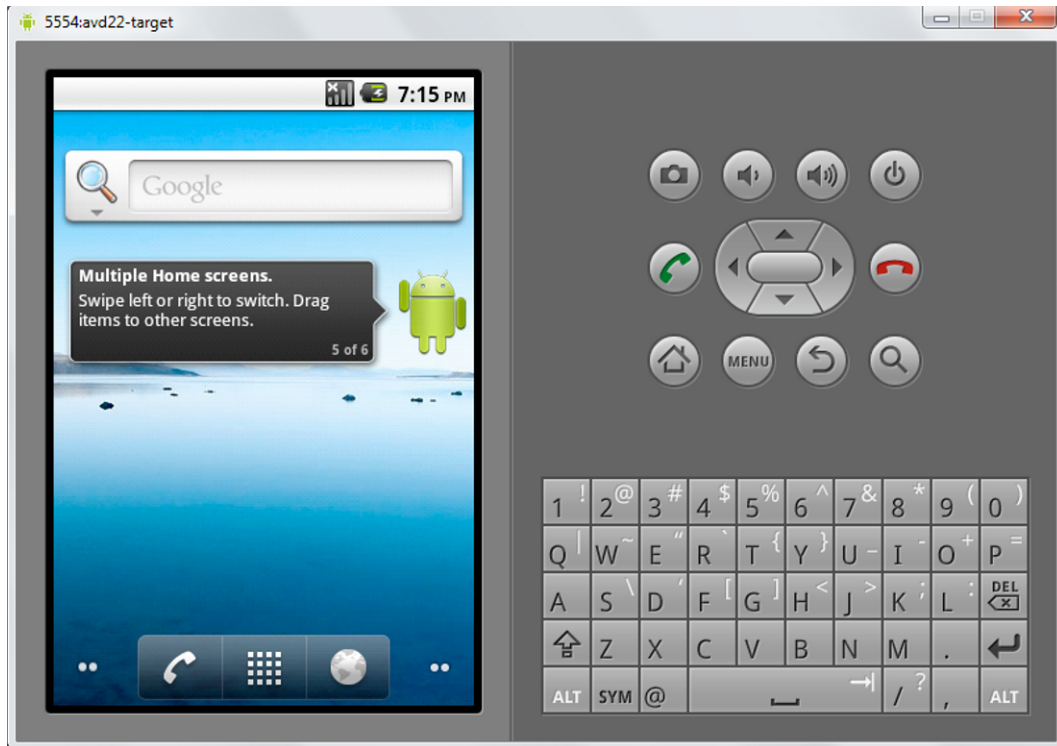 5554:avd22-target
7:15 PM
Google
Multiple Home screens.
Swipe left or right to switch. Drag
items to other screens.
5 of 6
MENU
1 ! 2 @ 3 # 4 $ 5 % 6 ^ 7 & 8 * 9 ( 0 )
Q | W ~ E “ R ` T { Y } U _ I - O + P =
A S \ D ‘ F [ G ] H < J > K ; L : DEL
Z X C V B N M .
ALT SYM @ / ? , ALT